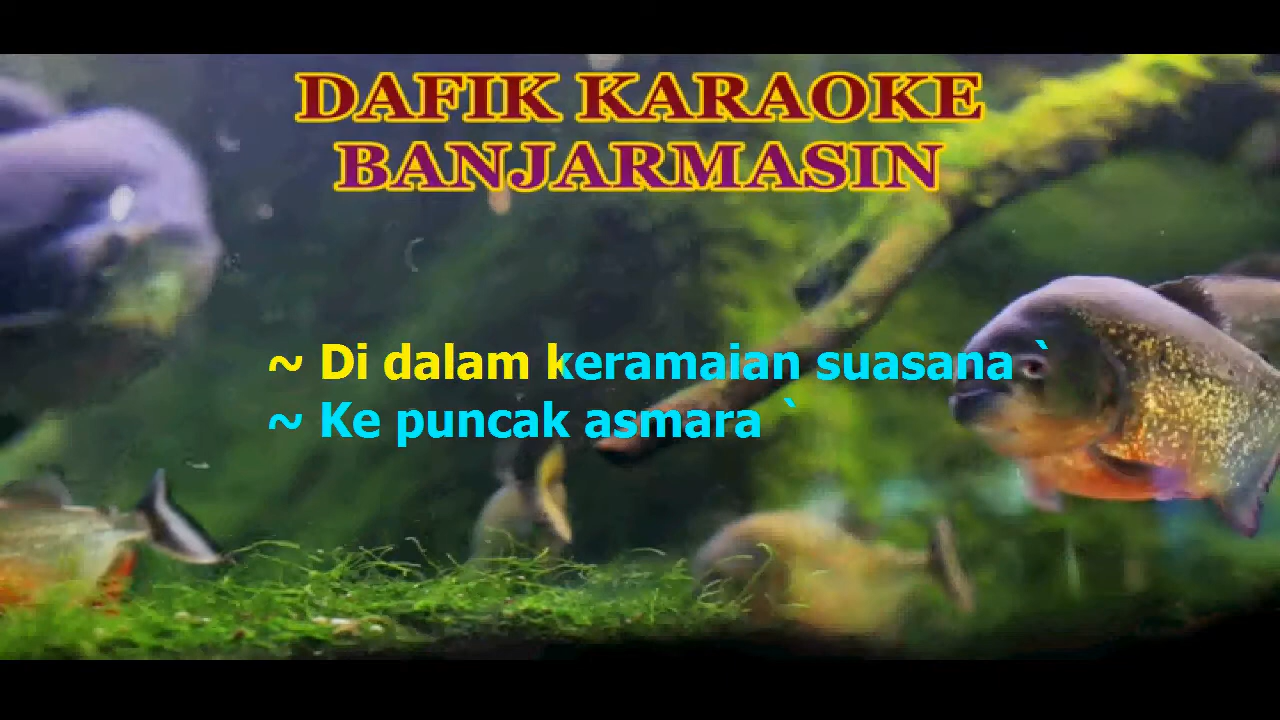 DAFIK KARAOKE
BANJARMASIN
~ Di dalam keramaian suasana `
~ Ke puncak asmara `